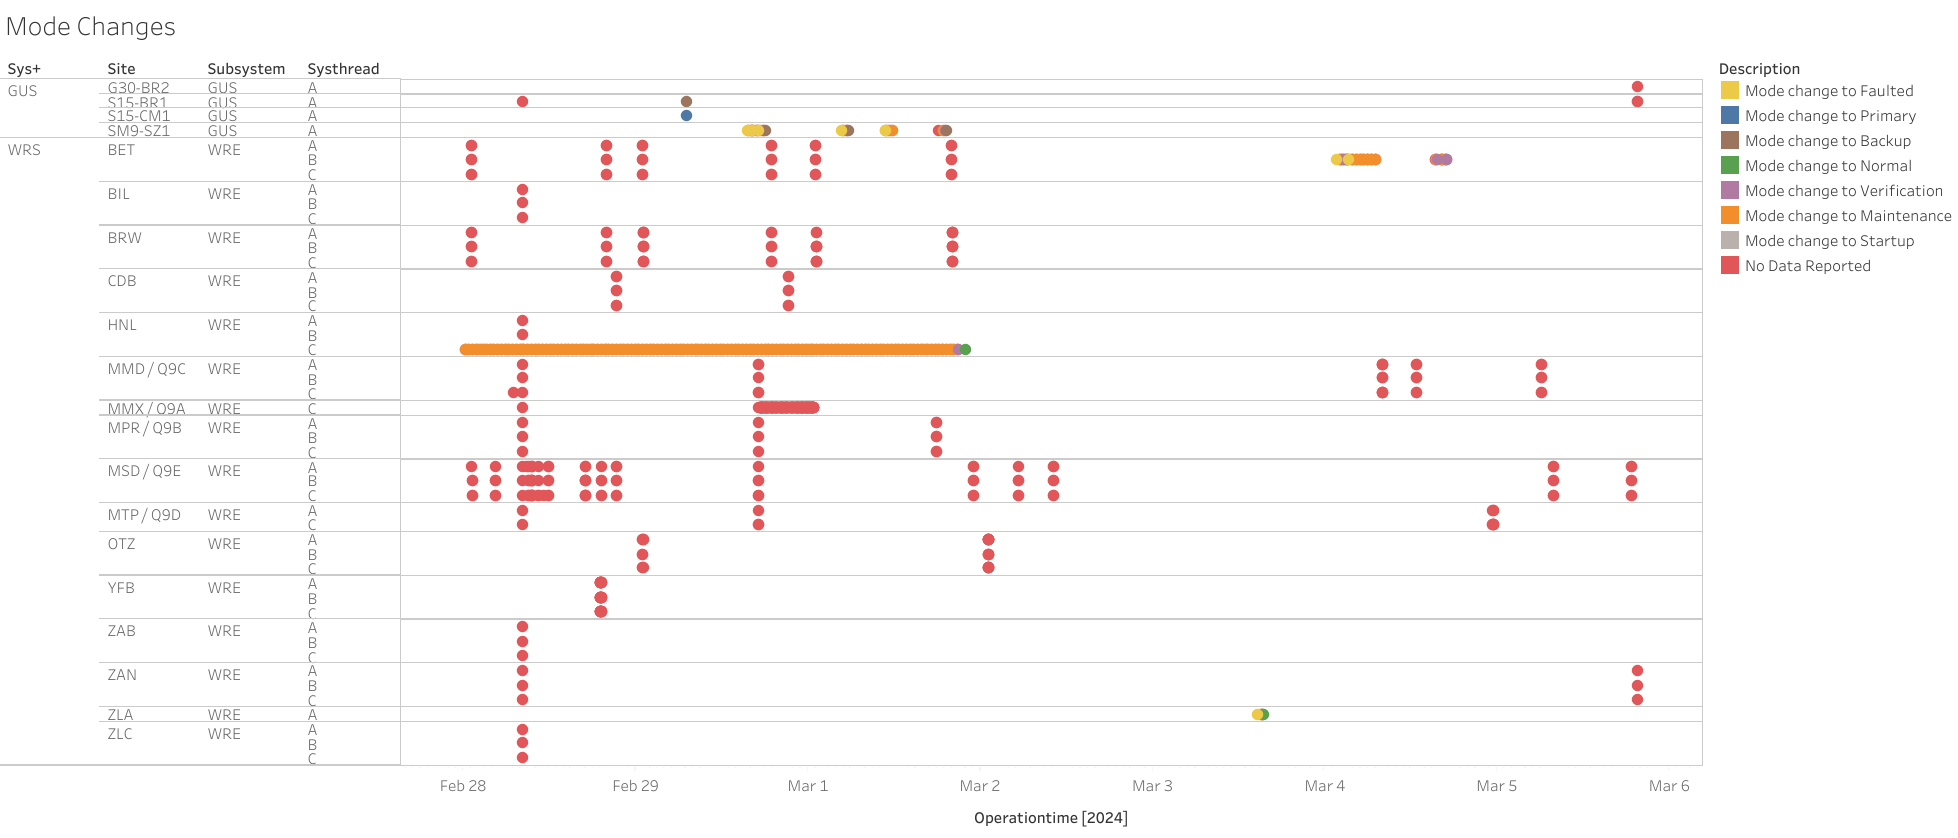 Mode Changes
Sys+ Site Subsystem Systhread
GUS G30-BR2 GUS A
S15-BR1 GUS A
S15-CM1 GUS A
SM9-SZ1 GUS A
WRS BET WRE A
B
C
BIL WRE A
B
C
BRW WRE A
B
C
CDB WRE A
B
C
HNL WRE A
B
C
MMD / Q9C WRE A
B
C
MMX / Q9A WRE C
MPR / Q9B WRE A
B
C
MSD / Q9E WRE A
B
C
MTP / Q9D WRE A
C
OTZ WRE A
B
C
YFB WRE A
B
C
ZAB WRE A
B
C
ZAN WRE A
B
C
ZLA WRE A
ZLC WRE A
B
C
Feb 28 Feb 29 Mar 1 Mar 2 Mar 3 Mar 4 Mar 5 Mar 6
Operationtime [2024]
Description
Mode change to Faulted
Mode change to Primary
Mode change to Backup
Mode change to Normal
Mode change to Verification
Mode change to Maintenance
Mode change to Startup
No Data Reported